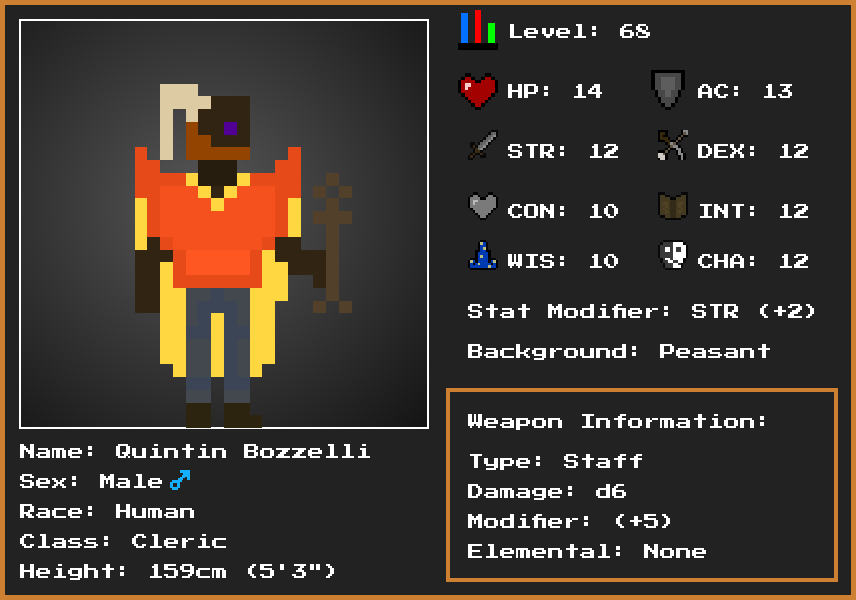 Level: 68
HP: 14
AC: 13
STR: 12
DEX: 12
CON: 10
INT: 12
WIS: 10
CHA: 12
Stat Modifier: STR (+2)
Background: Peasant
Weapon Information:
Type: Staff
Damage: d6
Modifier: (+5)
Elemental: None
Name: Quintin Bozzelli
Sex: Male♂
Race: Human
Class: Cleric
Height: 159cm (5'3")